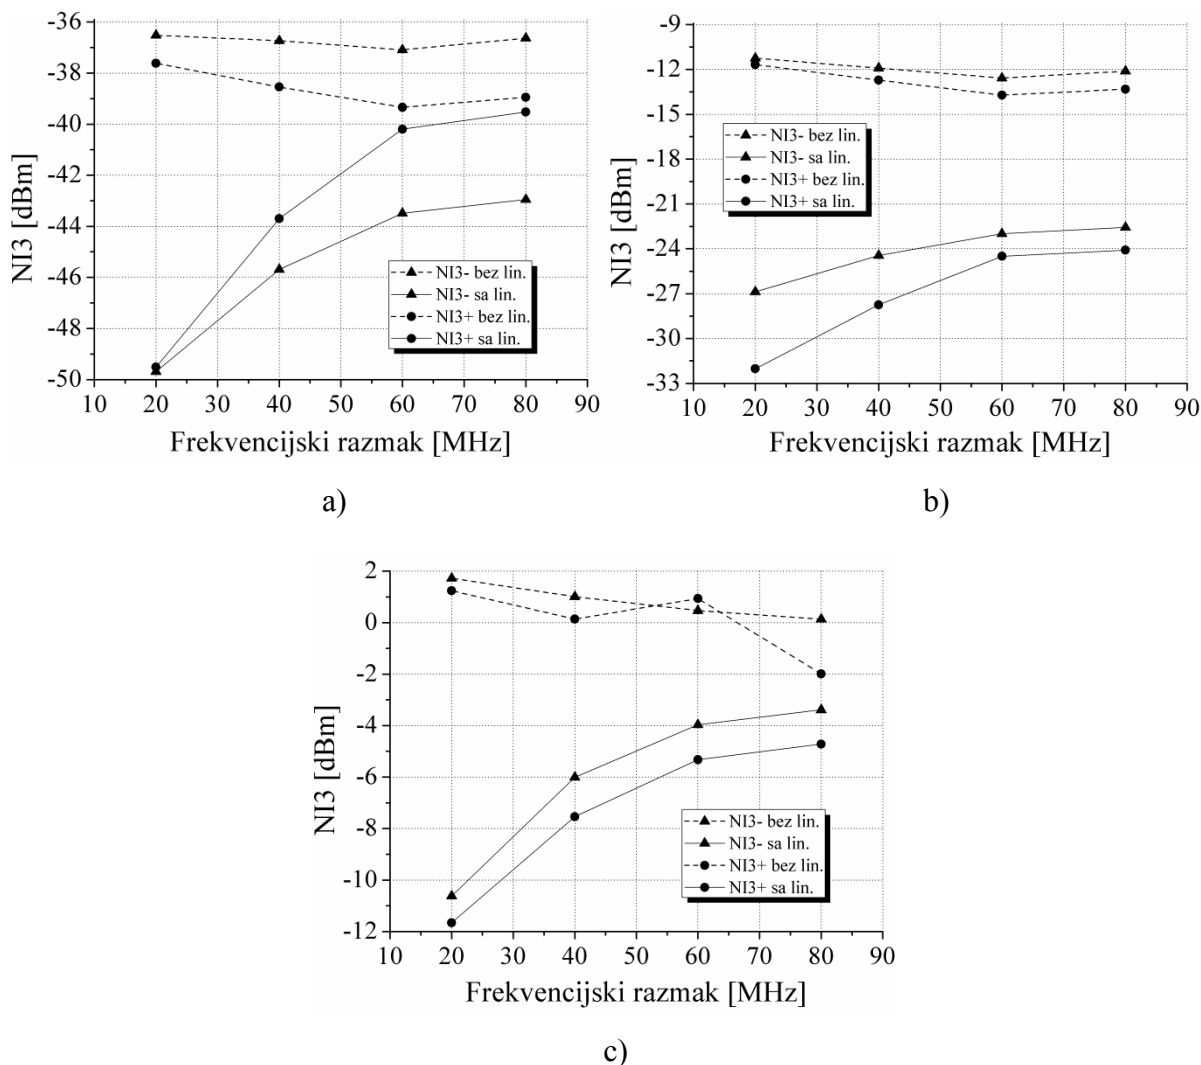 -36
-38
-40
-42
-44
-46
-48
-50
NI3 [dBm]
NI3- bez lin.
NI3- sa lin.
NI3+ bez lin.
NI3+ sa lin.
10 20 30 40 50 60 70 80 90
Frekvencijski razmak [MHz]
a)
-9
-12
-15
-18
-21
-24
-27
-30
-33
NI3 [dBm]
NI3- bez lin.
NI3- sa lin.
NI3+ bez lin.
NI3+ sa lin.
10 20 30 40 50 60 70 80 90
Frekvencijski razmak [MHz]
b)
2
0
-2
-4
-6
-8
-10
-12
NI3 [dBm]
NI3- bez lin.
NI3- sa lin.
NI3+ bez lin.
NI3+ sa lin.
10 20 30 40 50 60 70 80 90
Frekvencijski razmak [MHz]
c)